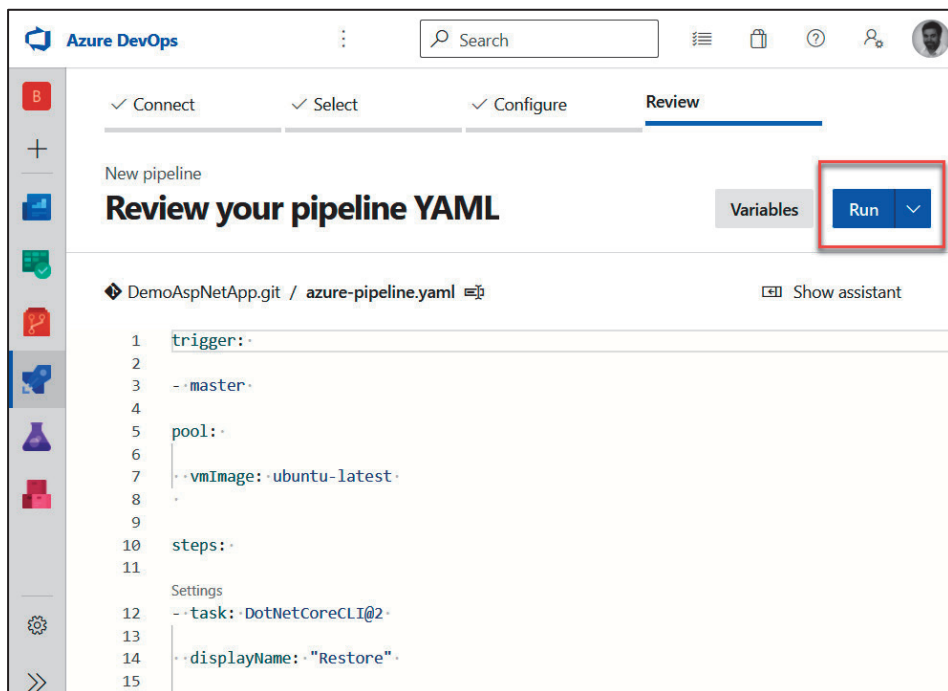 Azure DevOps
Search
B
Connect
Select
Configure
Review
New pipeline
Review your pipeline YAML
Variables
Run
DemoAspNetApp.git / azure-pipeline.yaml
Show assistant
1 trigger:
2
3 - master
4
5 pool:
6
7 vmImage: ubuntu-latest
8
9
10 steps:
11
Settings
12 - task: DotNetCoreCLI@2
13
14 displayName: "Restore"
15